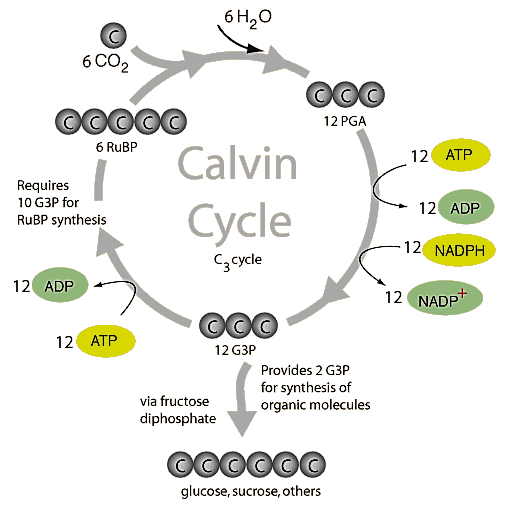 C
6 CO2
6 H2O
C C C C C
6 RuBP
C C C
12 PGA
Calvin
Cycle
C3 cycle
12 ATP
12 ADP
12 NADPH
12 NADP+
Requires
10 G3P for
RuBP synthesis
12 ADP
12 ATP
C C C
12 G3P
Provides 2 G3P
for synthesis of
organic molecules
via fructose
diphosphate
C C C C C C
glucose, sucrose, others